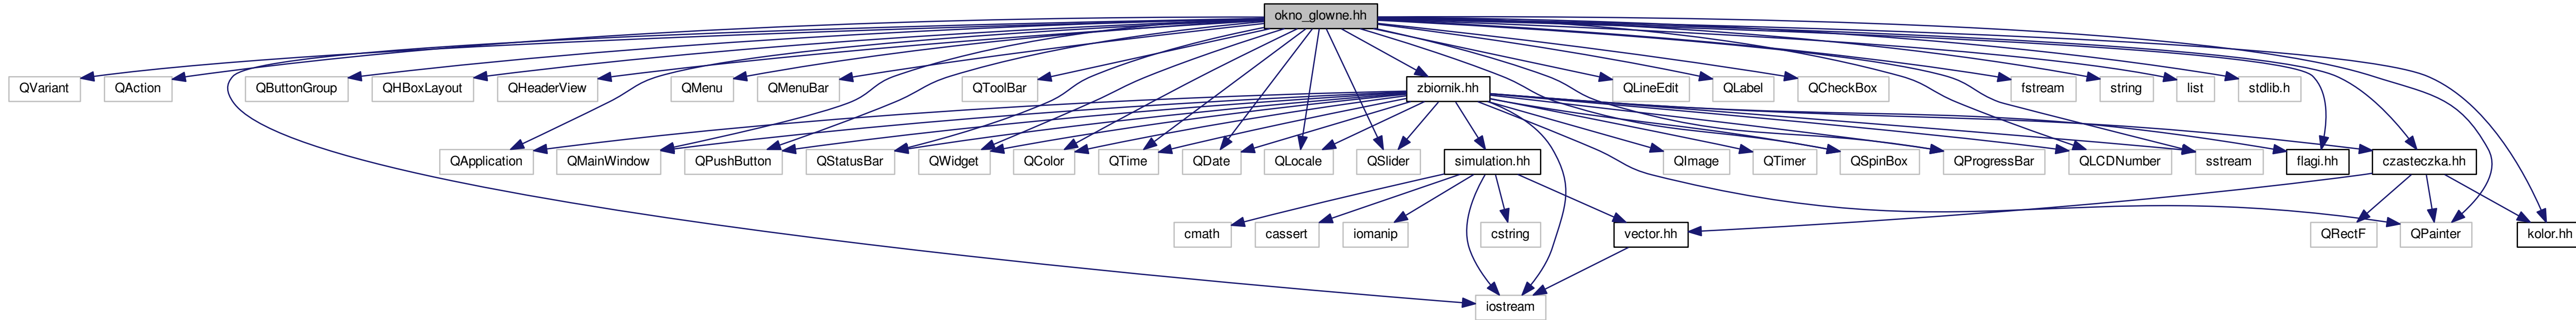 okno_glowne.hh
QVariant
QAction
QButtonGroup
QHBoxLayout
QHeaderView
QMenu
QMenuBar
QToolBar
zbiornik.hh
QLineEdit
QLabel
QCheckBox
fstream
string
list
stdlib.h
QApplication
QMainWindow
QPushButton
QStatusBar
QWidget
QColor
QTime
QDate
QLocale
QSlider
simulation.hh
QImage
QTimer
QSpinBox
QProgressBar
QLCDNumber
sstream
flagi.hh
czasteczka.hh
cmath
cassert
iomanip
cstring
vector.hh
QRectF
QPainter
kolor.hh
iostream